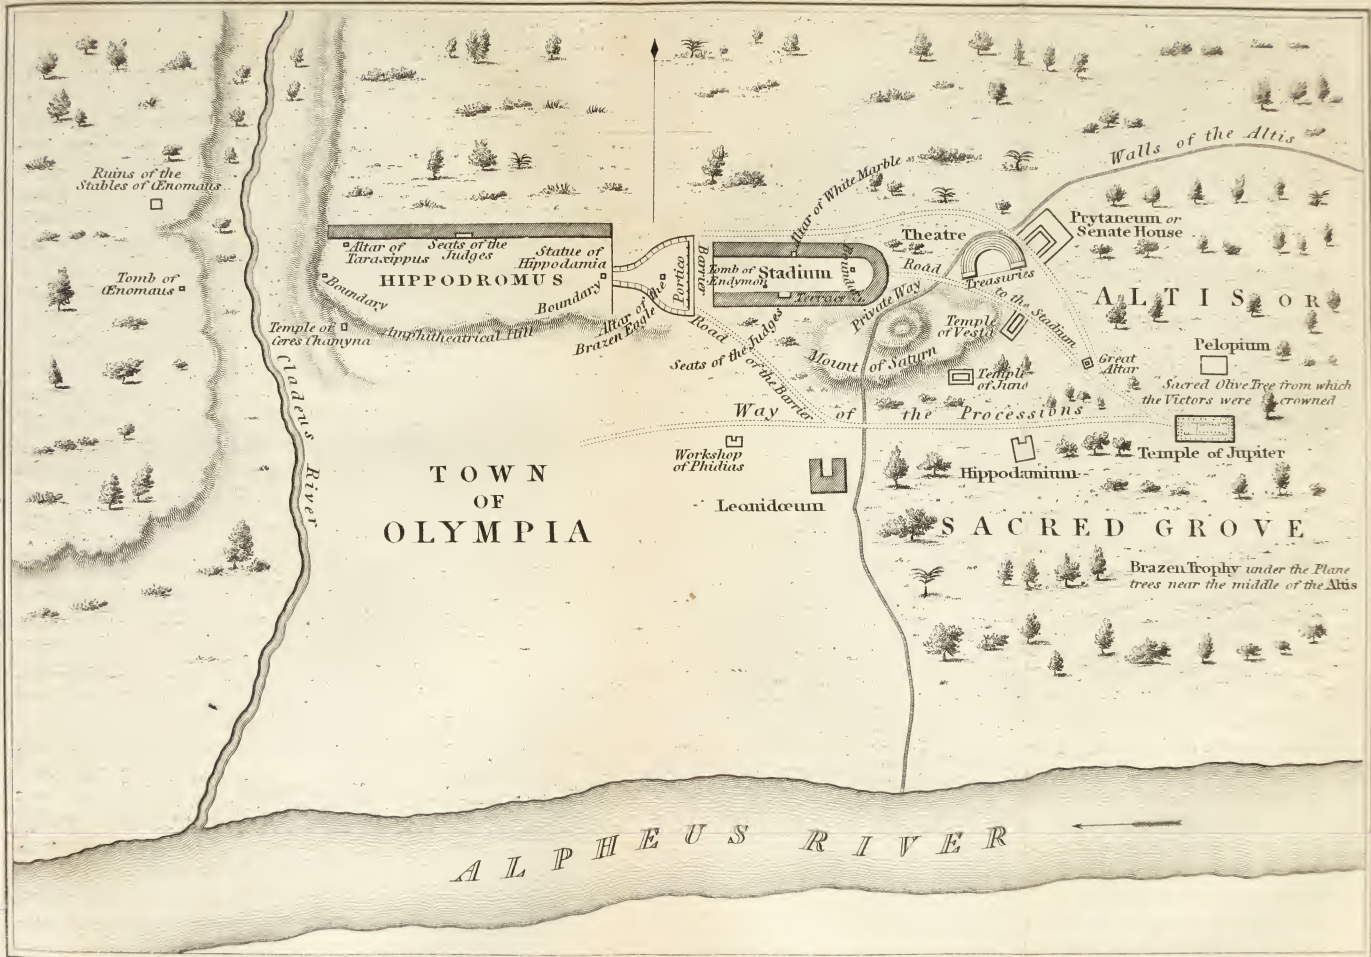 Walls of the Altis
Ruins of the
Stables of Œnomaus
Altar of White Marble
Prytaneum or
Senate House
Theatre
Altar of
Taraxippus
Seats of the
Judges
Statue of
Hippodamia
HIPPODROMUS
Portico
Barrier
Tomb of
Endymon
Stadium
Terrace
Treasuries
Road to the Stadium
Private Way
Tomb of
Œnomaus
Boundary
Boundary
Altar of the
Brazen Eagle
ALTIS OR
Temple of
Ceres Chamyna
Amphitheatrical Hill
Road of the Barrier
Seats of the Judges
Mount of Saturn
Temple
of Vesta
Temple
of Juno
Great
Altar
Pelopium
Sacred Olive Tree from which
the Victors were crowned
Cladeus River
Way of the Processions
Workshop
of Phidias
Hippodamium
Temple of Jupiter
TOWN
OF
OLYMPIA
Leonidœum
SACRED GROVE
Brazen Trophy under the Plane
trees near the middle of the Altis
ALPHEUS RIVER